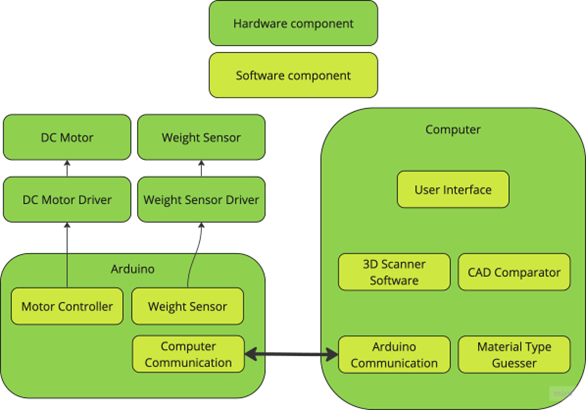 Hardware component
Software component
DC Motor
Weight Sensor
DC Motor Driver
Weight Sensor Driver
Arduino
Motor Controller
Weight Sensor
Computer
Communication
Computer
User Interface
3D Scanner
Software
CAD Comparator
Arduino
Communication
Material Type
Guesser